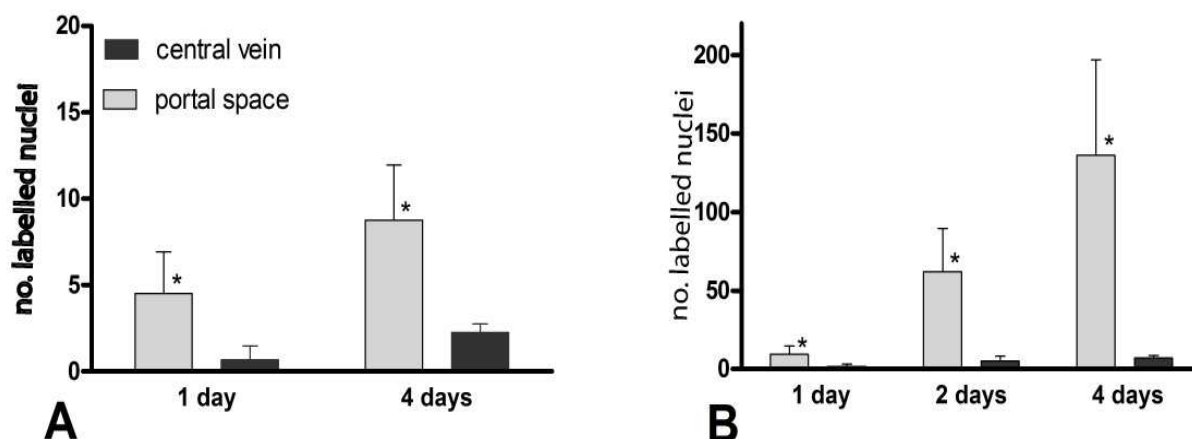 no. labelled nuclei
20
15
10
5
0
central vein
portal space
*
*
1 day
4 days
A
no. labelled nuclei
200
150
100
50
0
*
*
*
1 day
2 days
4 days
B